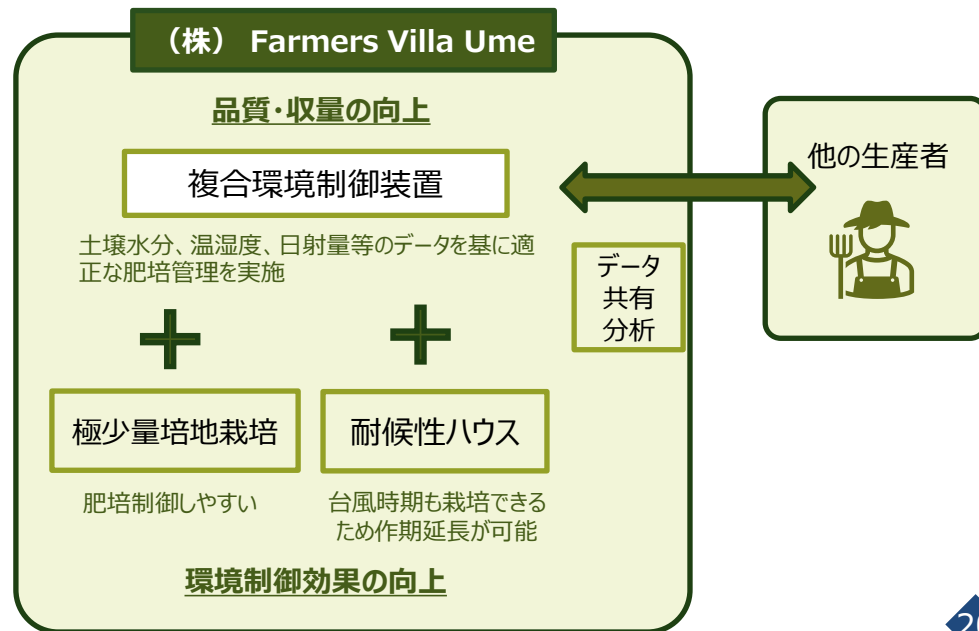 （株） Farmers Villa Ume
品質・収量の向上
複合環境制御装置
土壌水分、温湿度、日射量等のデータを基に適
正な肥培管理を実施
他の生産者
データ
共有
分析
極少量培地栽培
耐候性ハウス
肥培制御しやすい
台風時期も栽培できる
ため作期延長が可能
環境制御効果の向上
2